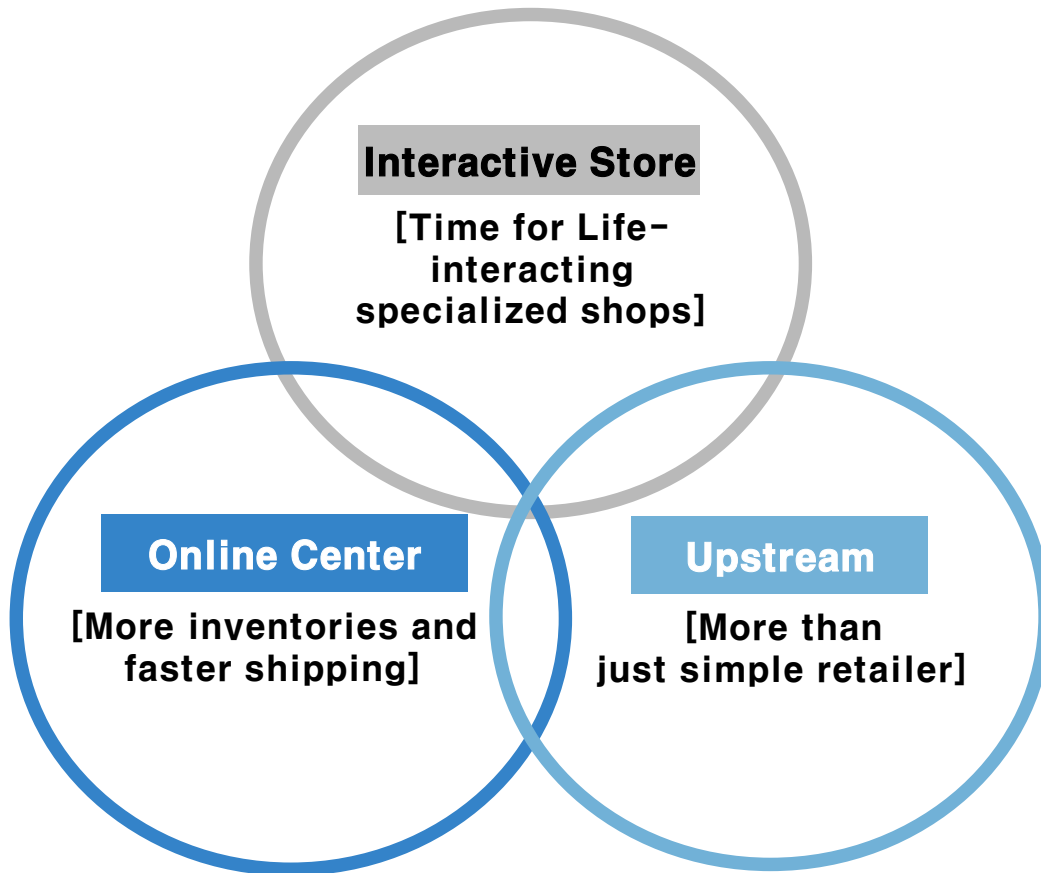 Interactive Store
[Time for Life-
interacting
specialized shops]
Online Center
[More inventories and
faster shipping]
Upstream
[More than
just simple retailer]